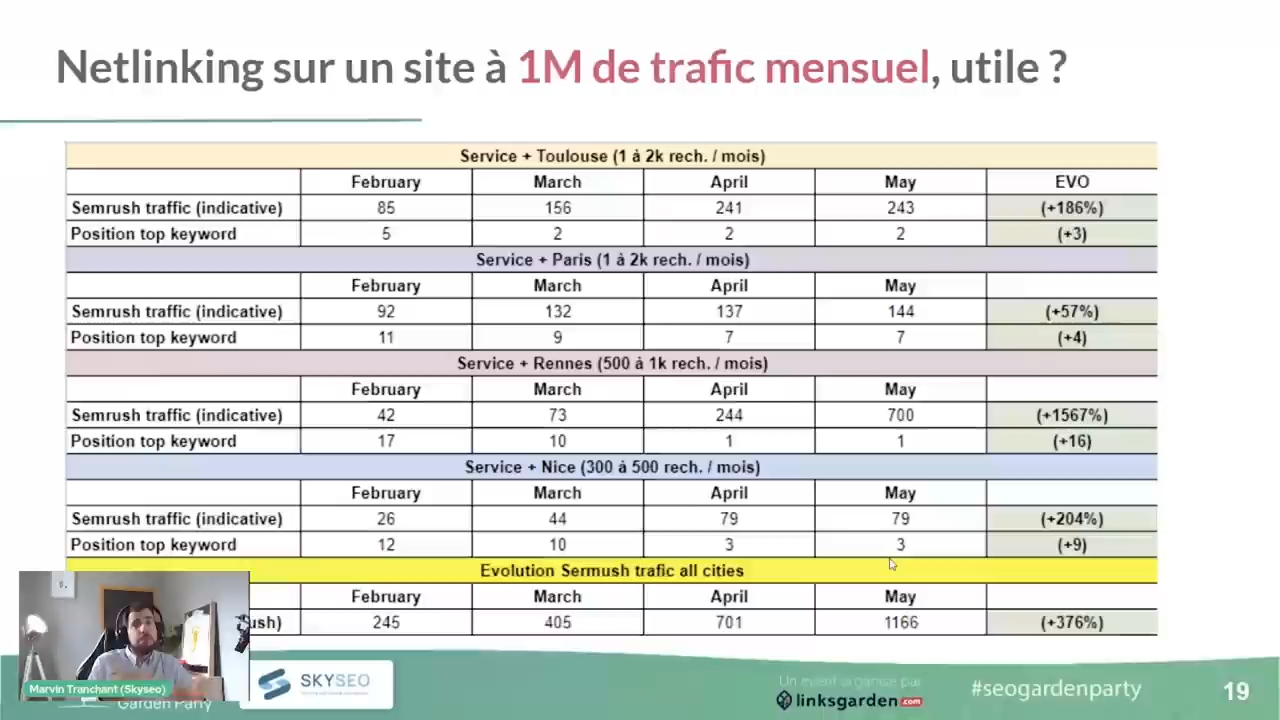 Netlinking sur un site à 1M de trafic mensuel, utile ?
Service + Toulouse (1 à 2k rech. / mois)
February March April May EVO
Semrush traffic (indicative) 85 156 241 243 (+186%)
Position top keyword 5 2 2 2 (+3)
Service + Paris (1 à 2k rech. / mois)
February March April May
Semrush traffic (indicative) 92 132 137 144 (+57%)
Position top keyword 11 9 7 7 (+4)
Service + Rennes (500 à 1k rech. / mois)
February March April May
Semrush traffic (indicative) 42 73 244 700 (+1567%)
Position top keyword 17 10 1 1 (+16)
Service + Nice (300 à 500 rech. / mois)
February March April May
Semrush traffic (indicative) 26 44 79 79 (+204%)
Position top keyword 12 10 3 3 (+9)
Evolution Sermush trafic all cities
February March April May
ush) 245 405 701 1166 (+376%)
Marvin Tranchant (Skyseo)
Garden Party
SKYSEO
Un event organisé par
linksgarden.com
#seogardenparty
19